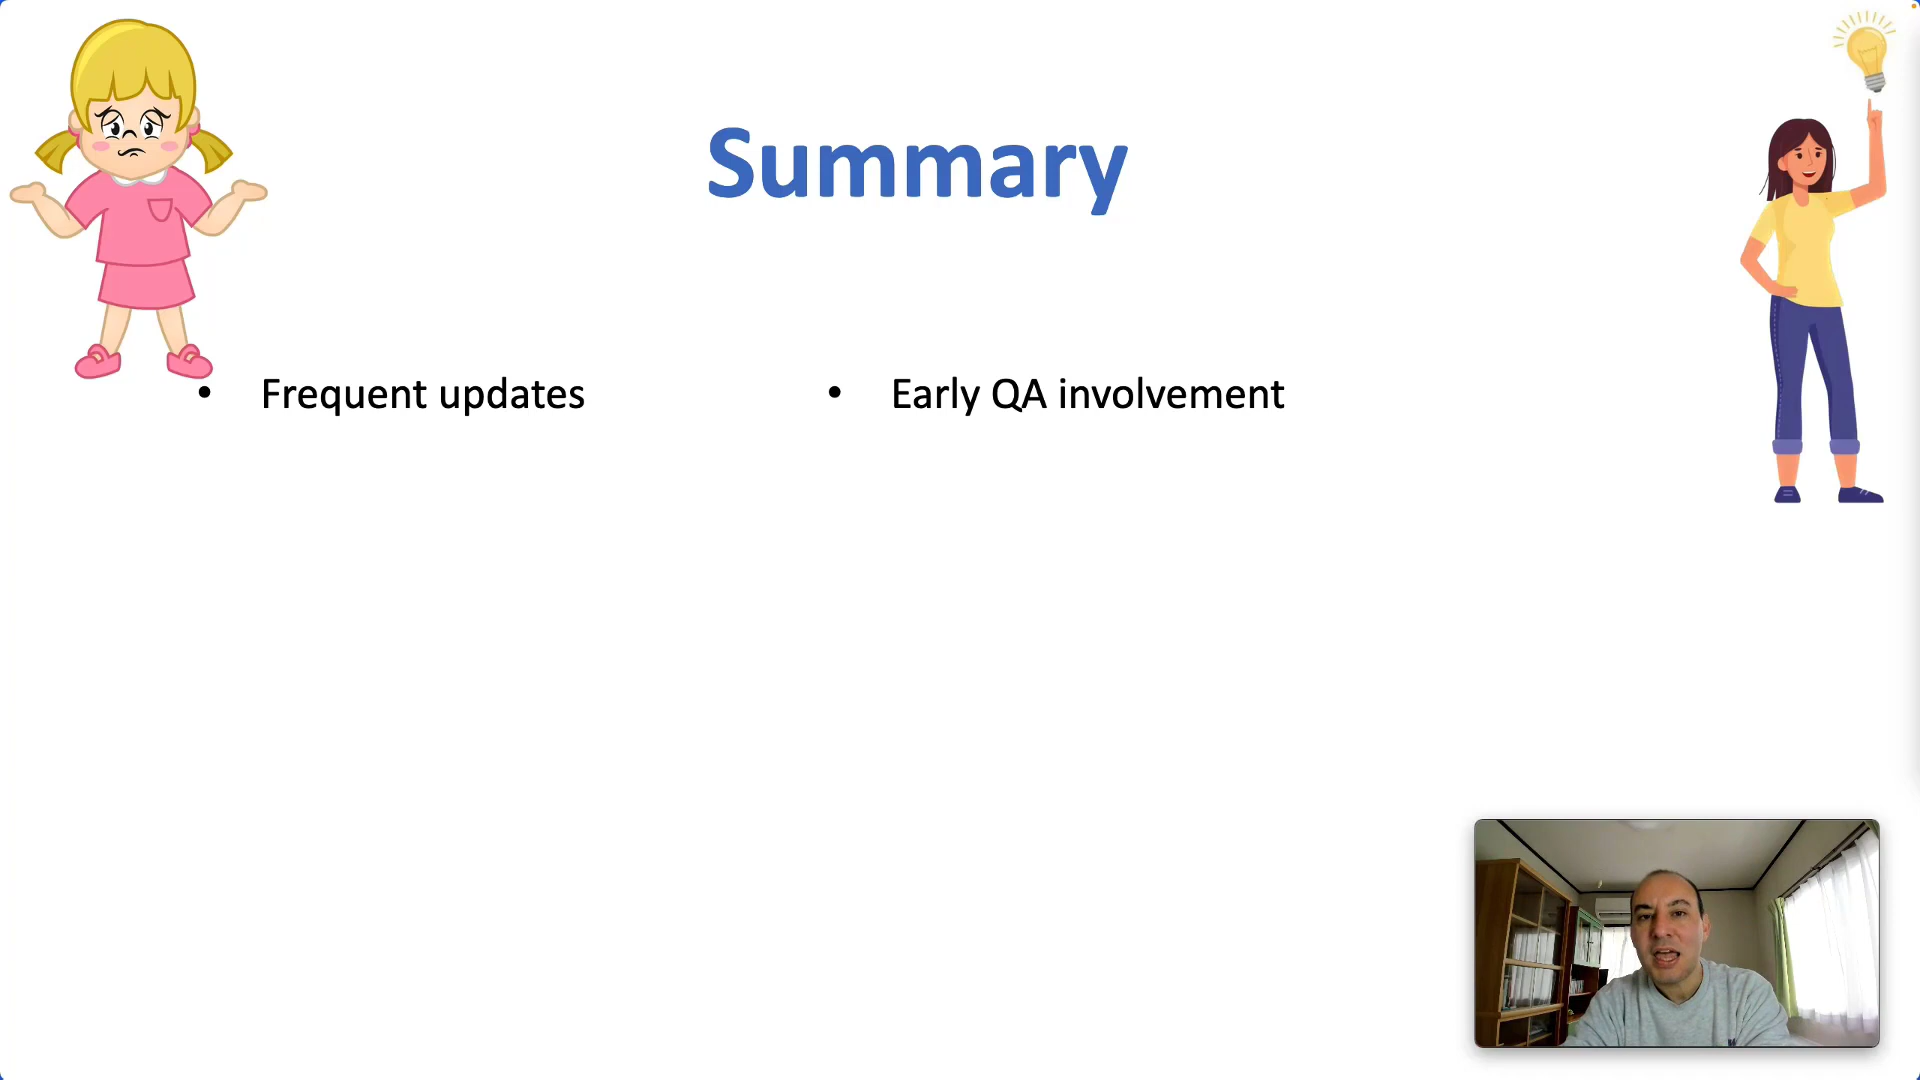 Summary
• Frequent updates
• Early QA involvement